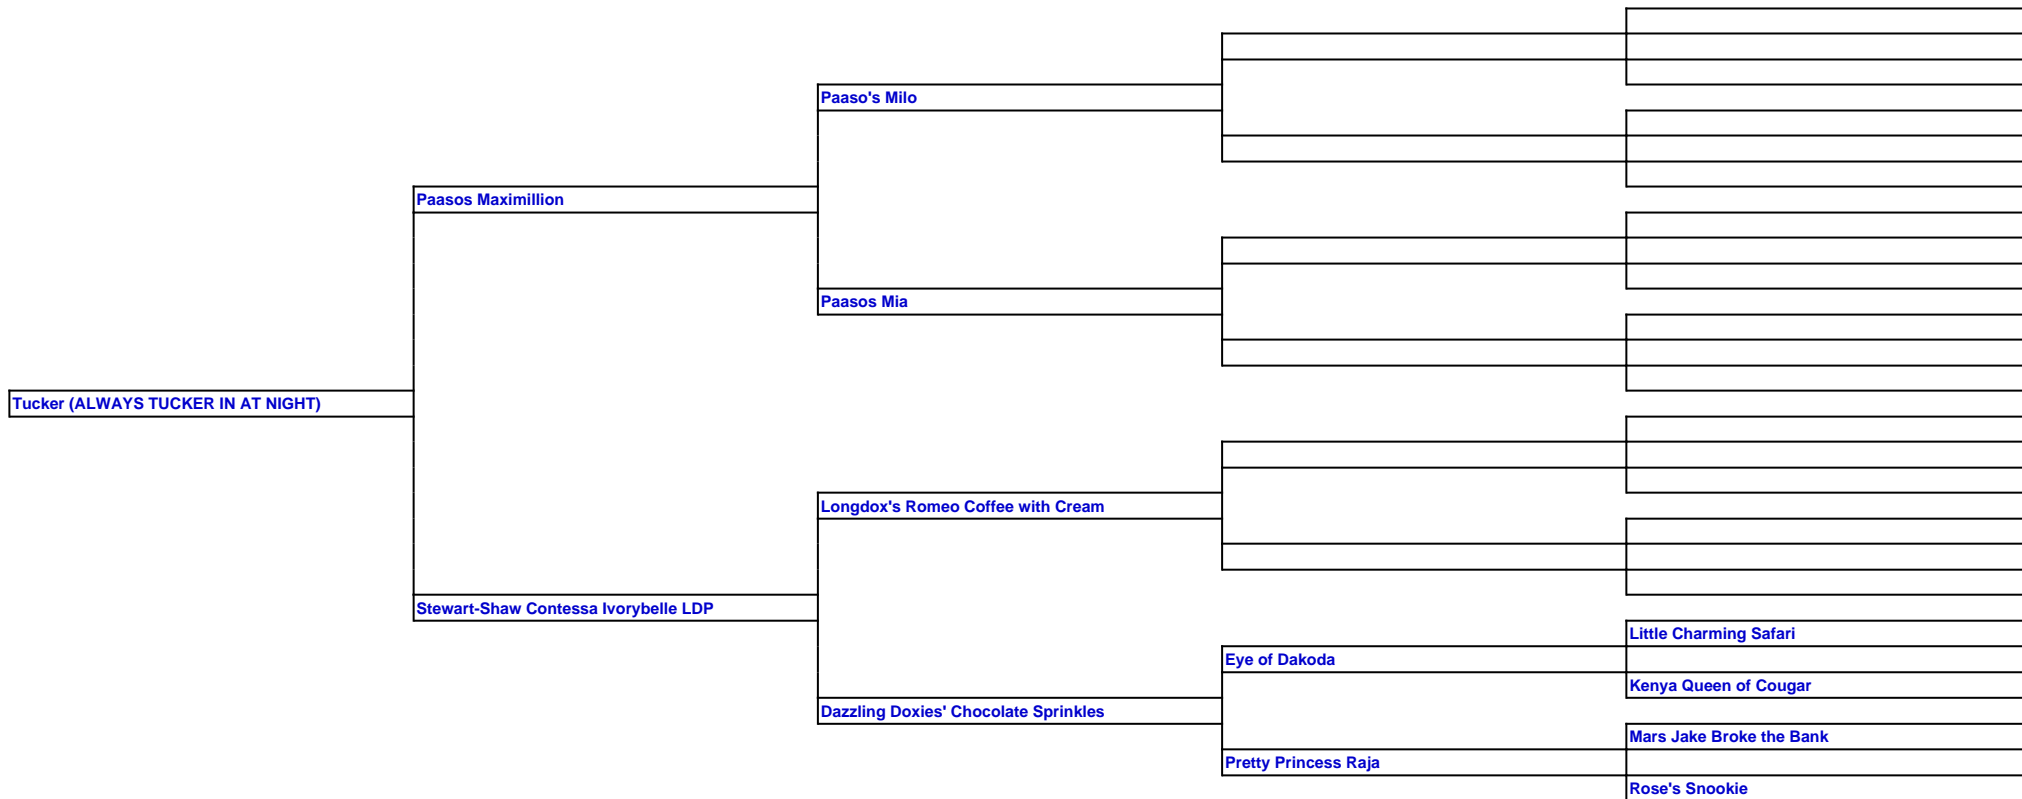 Paaso's Milo
Paasos Maximillion
Paasos Mia
Tucker (ALWAYS TUCKER IN AT NIGHT)
Longdox's Romeo Coffee with Cream
Stewart-Shaw Contessa Ivorybelle LDP
Little Charming Safari
Eye of Dakoda
Kenya Queen of Cougar
Dazzling Doxies' Chocolate Sprinkles
Mars Jake Broke the Bank
Pretty Princess Raja
Rose's Snookie